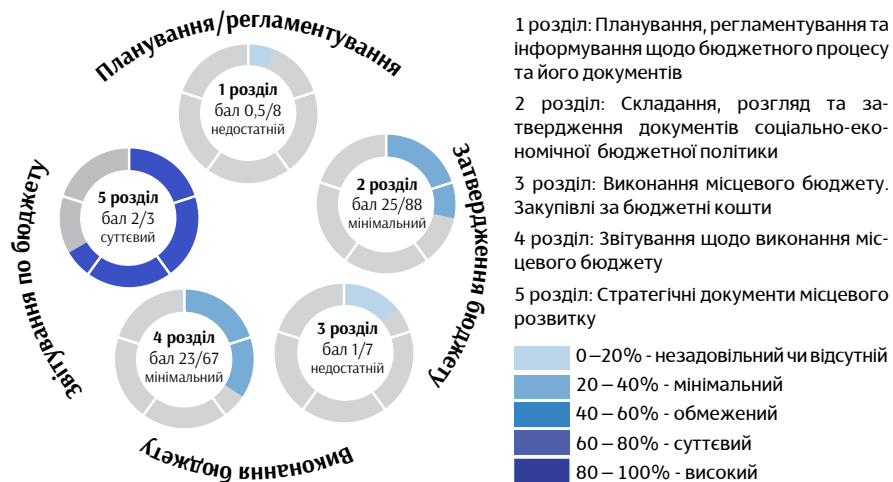 Планування/регламентування
1 розділ
бал 0,5/8
недостатній
Затвердження бюджету
2 розділ
бал 25/88
мінімальний
Виконання бюджету
3 розділ
бал 1/7
недостатній
4 розділ
бал 23/67
мінімальний
Звітування по бюджету
5 розділ
бал 2/3
суттєвий
1 розділ: Планування, регламентування та
інформування щодо бюджетного процесу
та його документів
2 розділ: Складання, розгляд та за-
твердження документів соціально-еко-
номічної бюджетної політики
3 розділ: Виконання місцевого бюджету.
Закупівлі за бюджетні кошти
4 розділ: Звітування щодо виконання міс-
цевого бюджету
5 розділ: Стратегічні документи місцевого
розвитку
0–20% - незадовільний чи відсутній
20 – 40% - мінімальний
40 – 60% - обмежений
60 – 80% - суттєвий
80 – 100% - високий